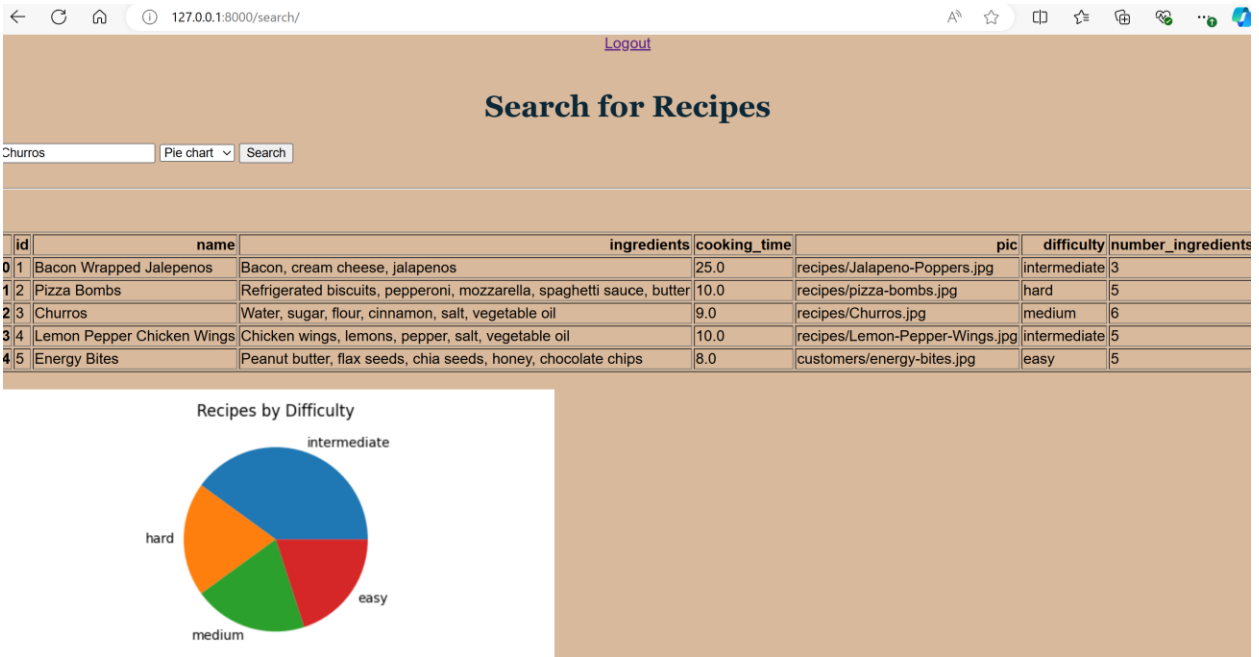 127.0.0.1:8000/search/
Logout
Search for Recipes
Churros Pie chart Search
id name ingredients cooking_time pic difficulty number_ingredients
0 1 Bacon Wrapped Jalepenos Bacon, cream cheese, jalapenos 25.0 recipes/Jalapeno-Poppers.jpg intermediate 3
1 2 Pizza Bombs Refrigerated biscuits, pepperoni, mozzarella, spaghetti sauce, butter 10.0 recipes/pizza-bombs.jpg hard 5
2 3 Churros Water, sugar, flour, cinnamon, salt, vegetable oil 9.0 recipes/Churros.jpg medium 6
3 4 Lemon Pepper Chicken Wings Chicken wings, lemons, pepper, salt, vegetable oil 10.0 recipes/Lemon-Pepper-Wings.jpg intermediate 5
4 5 Energy Bites Peanut butter, flax seeds, chia seeds, honey, chocolate chips 8.0 customers/energy-bites.jpg easy 5
Recipes by Difficulty
intermediate
hard
easy
medium